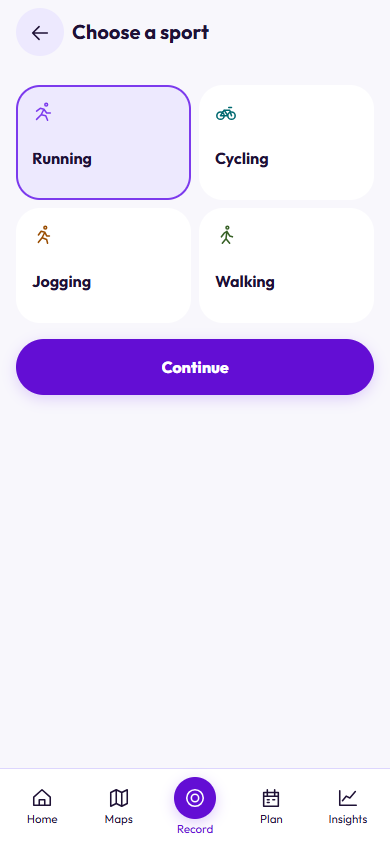 Choose a sport
Running
Cycling
Jogging
Walking
Continue
Home
Maps
Record
Plan
Insights